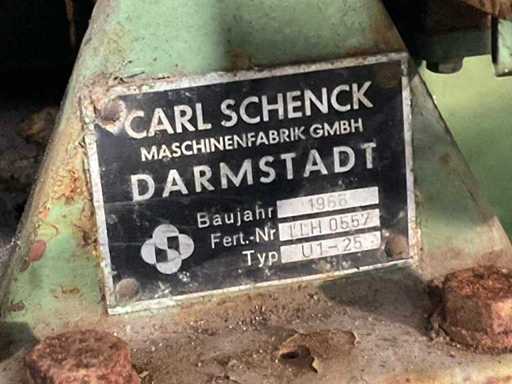 CARL SCHENCK
MASCHINENFABRIK GMBH
DARMSTADT
Baujahr 1966
Fert.-Nr LLH 0557
Typ U1-25